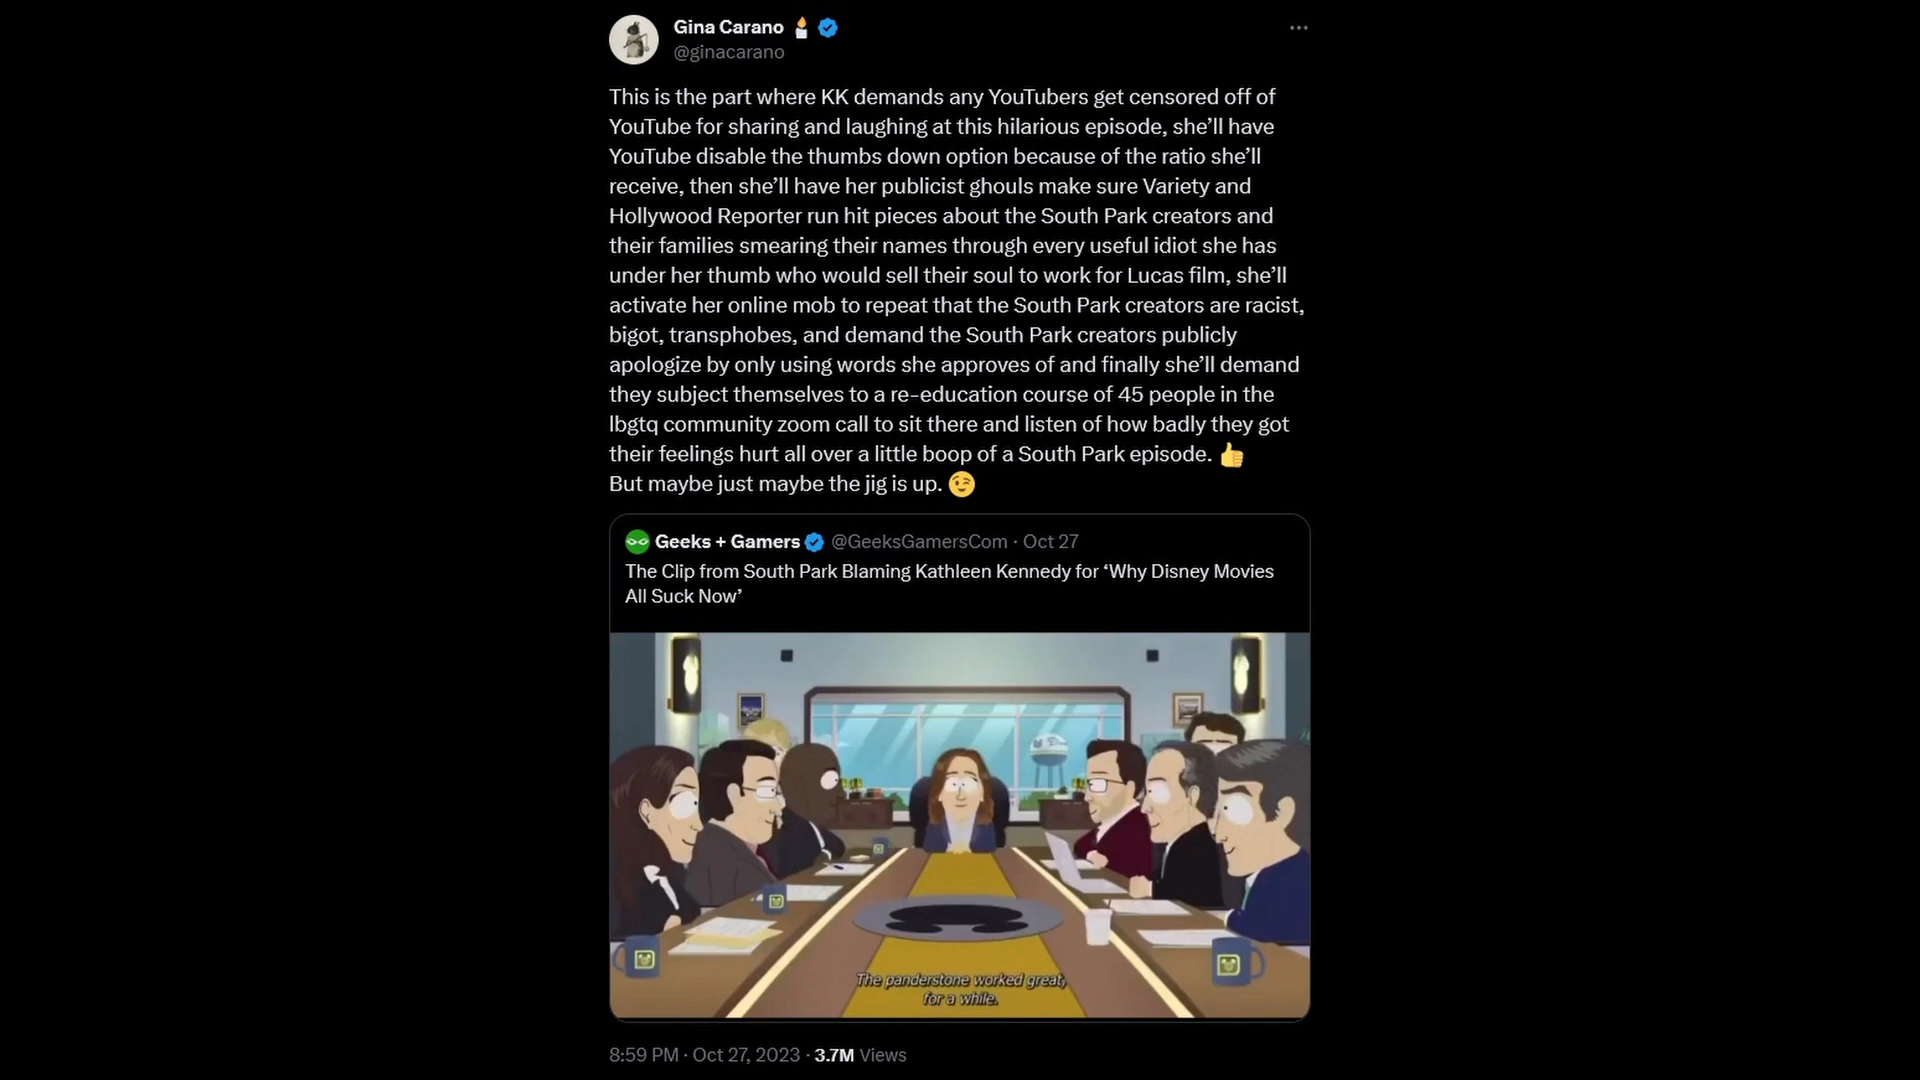 Gina Carano
@ginacarano
This is the part where KK demands any YouTubers get censored off of
YouTube for sharing and laughing at this hilarious episode, she’ll have
YouTube disable the thumbs down option because of the ratio she’ll
receive, then she’ll have her publicist ghouls make sure Variety and
Hollywood Reporter run hit pieces about the South Park creators and
their families smearing their names through every useful idiot she has
under her thumb who would sell their soul to work for Lucas film, she’ll
activate her online mob to repeat that the South Park creators are racist,
bigot, transphobes, and demand the South Park creators publicly
apologize by only using words she approves of and finally she’ll demand
they subject themselves to a re-education course of 45 people in the
lbgtq community zoom call to sit there and listen of how badly they got
their feelings hurt all over a little boop of a South Park episode. 👍
But maybe just maybe the jig is up. 😉
Geeks + Gamers @GeeksGamersCom · Oct 27
The Clip from South Park Blaming Kathleen Kennedy for ‘Why Disney Movies
All Suck Now’
The panderstone worked great,
for a while.
8:59 PM · Oct 27, 2023 · 3.7M Views